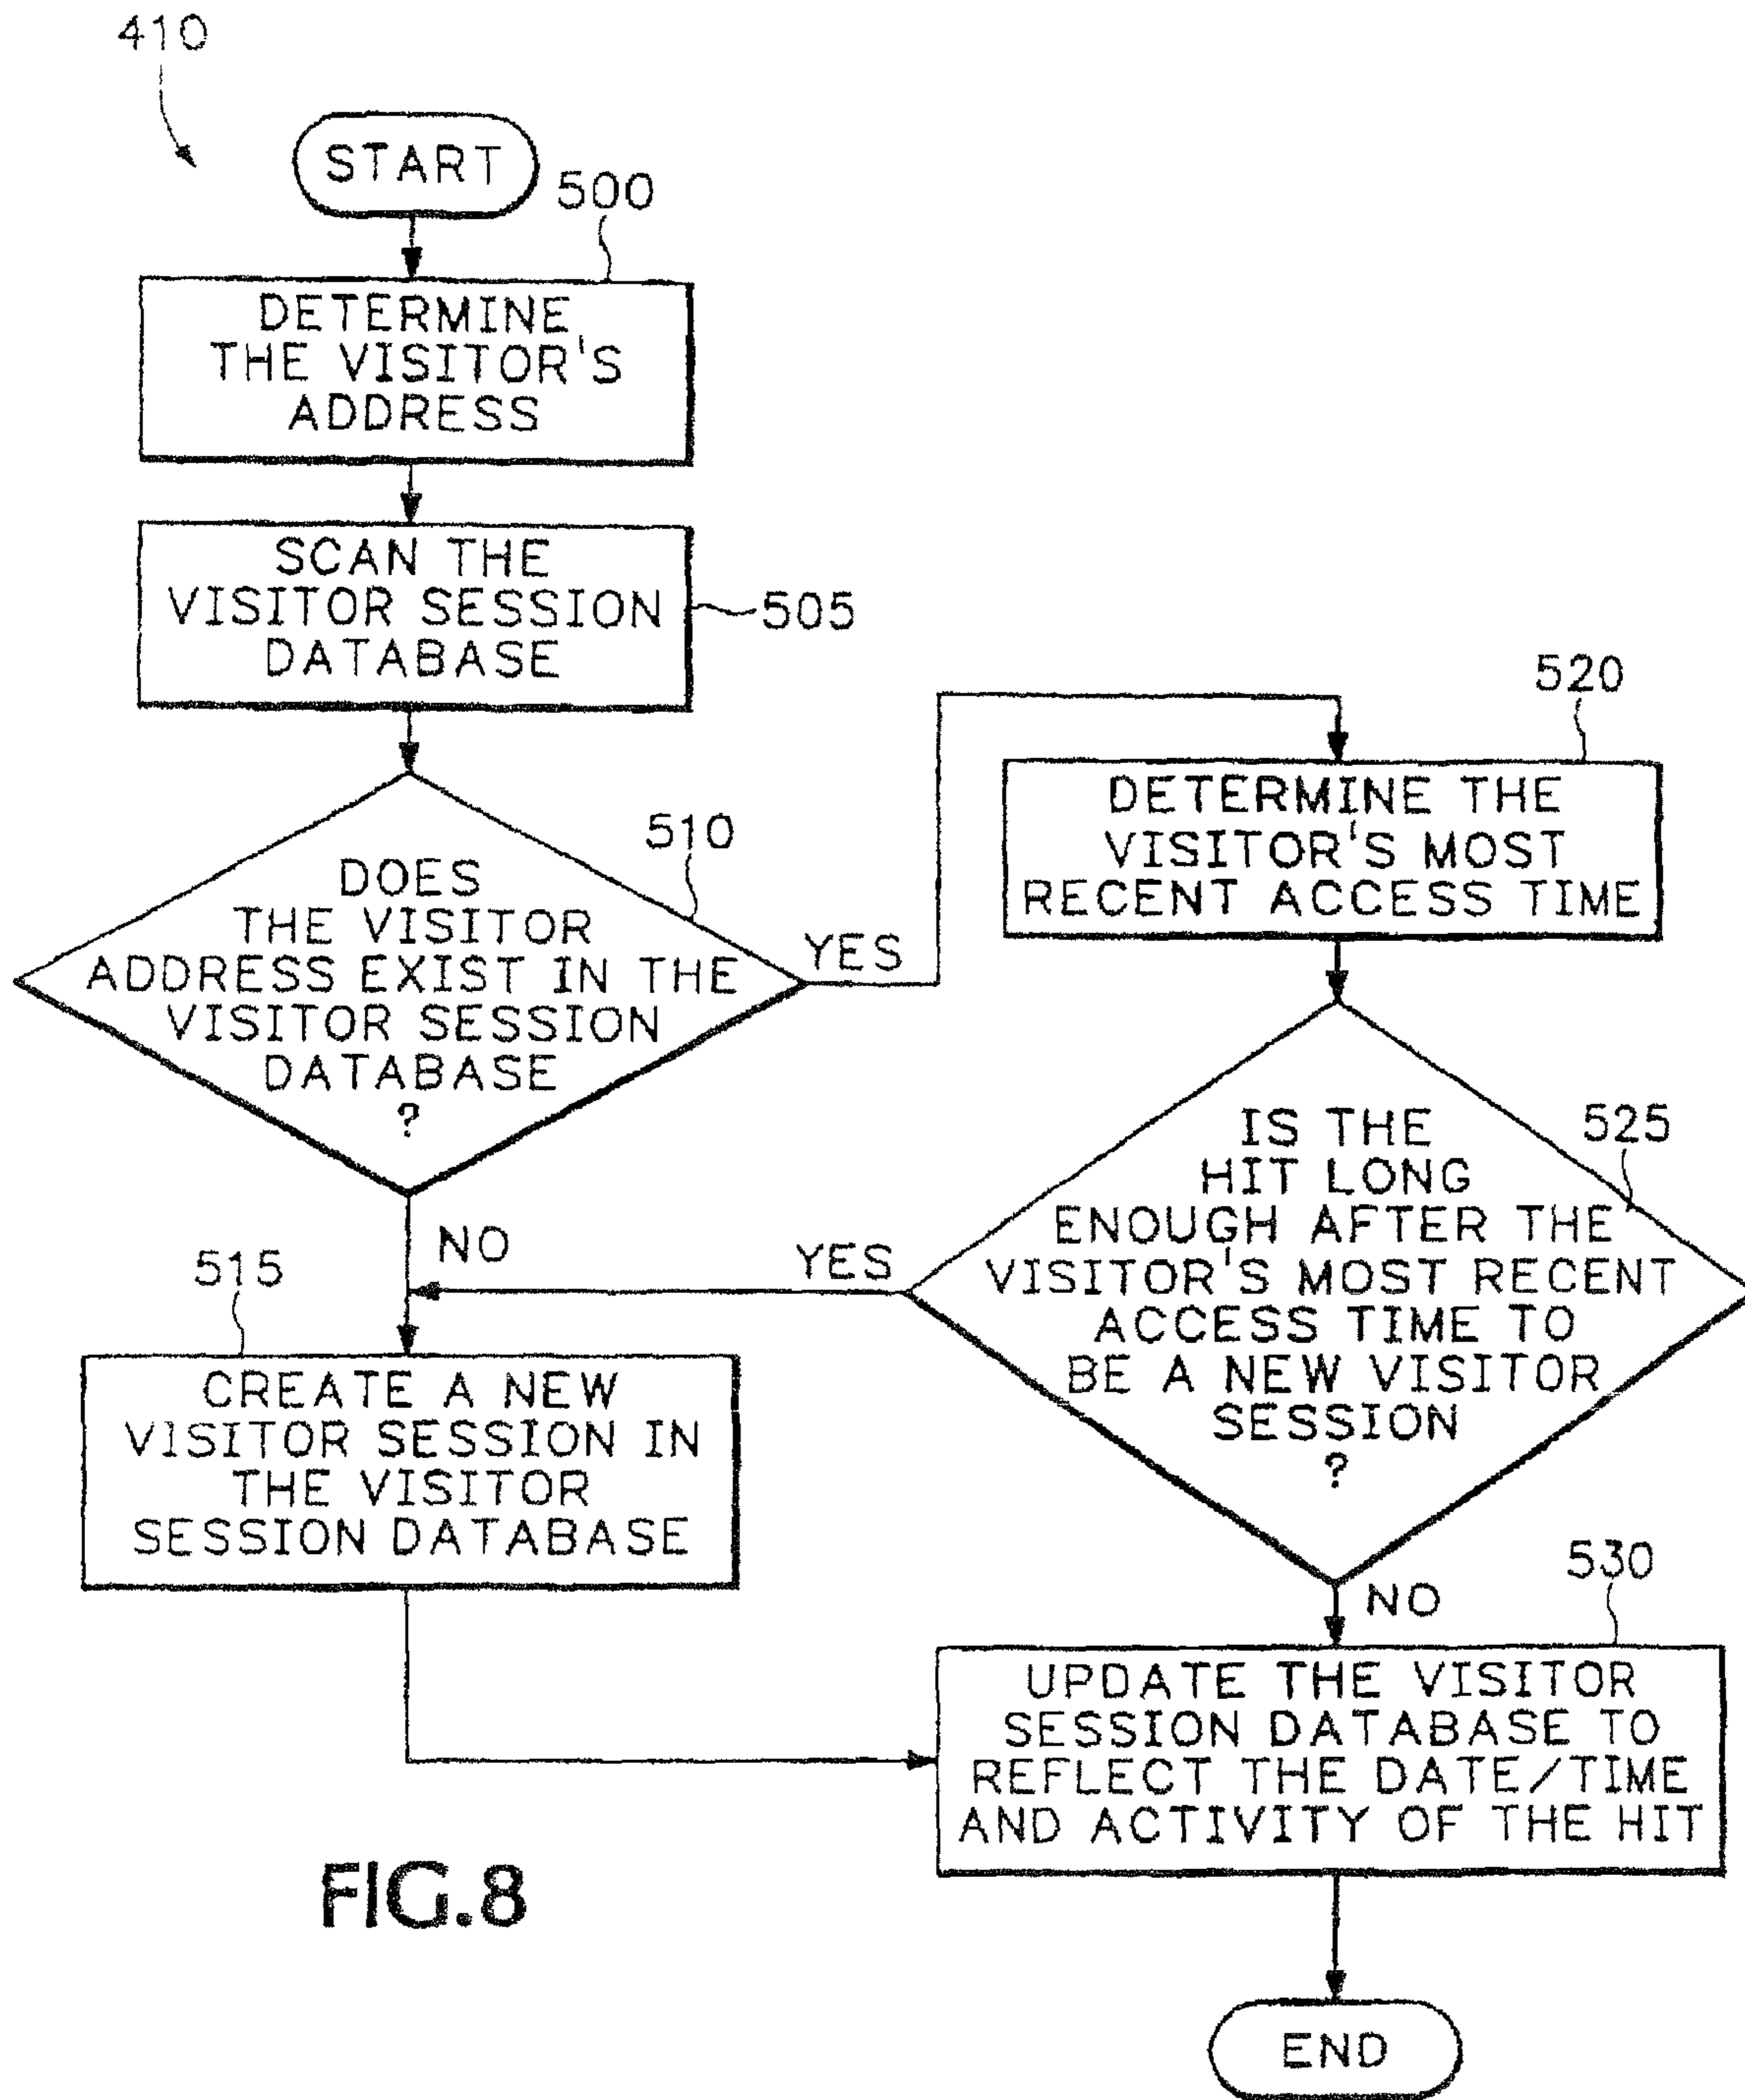 410
START
500
DETERMINE
THE VISITOR'S
ADDRESS
SCAN THE
VISITOR SESSION
DATABASE
505
510
DOES
THE VISITOR
ADDRESS EXIST IN THE
VISITOR SESSION
DATABASE
?
YES
NO
520
DETERMINE THE
VISITOR'S MOST
RECENT ACCESS TIME
525
IS THE
HIT LONG
ENOUGH AFTER THE
VISITOR'S MOST RECENT
ACCESS TIME TO
BE A NEW VISITOR
SESSION
?
YES
NO
515
CREATE A NEW
VISITOR SESSION IN
THE VISITOR
SESSION DATABASE
530
UPDATE THE VISITOR
SESSION DATABASE TO
REFLECT THE DATE/TIME
AND ACTIVITY OF THE HIT
END
FIG.8